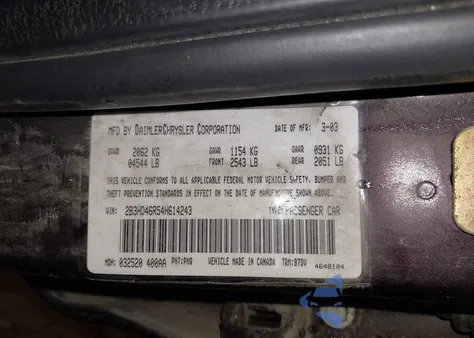 MFD BY DAIMLERCHRYSLER CORPORATION DATE OF MFR: 3-03
GVWR 2062 KG GAWR 1154 KG GAWR 0931 KG
04544 LB FRONT 2543 LB REAR 2051 LB
THIS VEHICLE CONFORMS TO ALL APPLICABLE FEDERAL MOTOR VEHICLE SAFETY, BUMPER AND
THEFT PREVENTION STANDARDS IN EFFECT ON THE DATE OF MANUFACTURE SHOWN ABOVE.
VIN: 2B3HD46R54H614243 TYPE: PASSENGER CAR
MDH: 032520 400AA PNT: PMR VEHICLE MADE IN CANADA TRM: B7DV
4648104